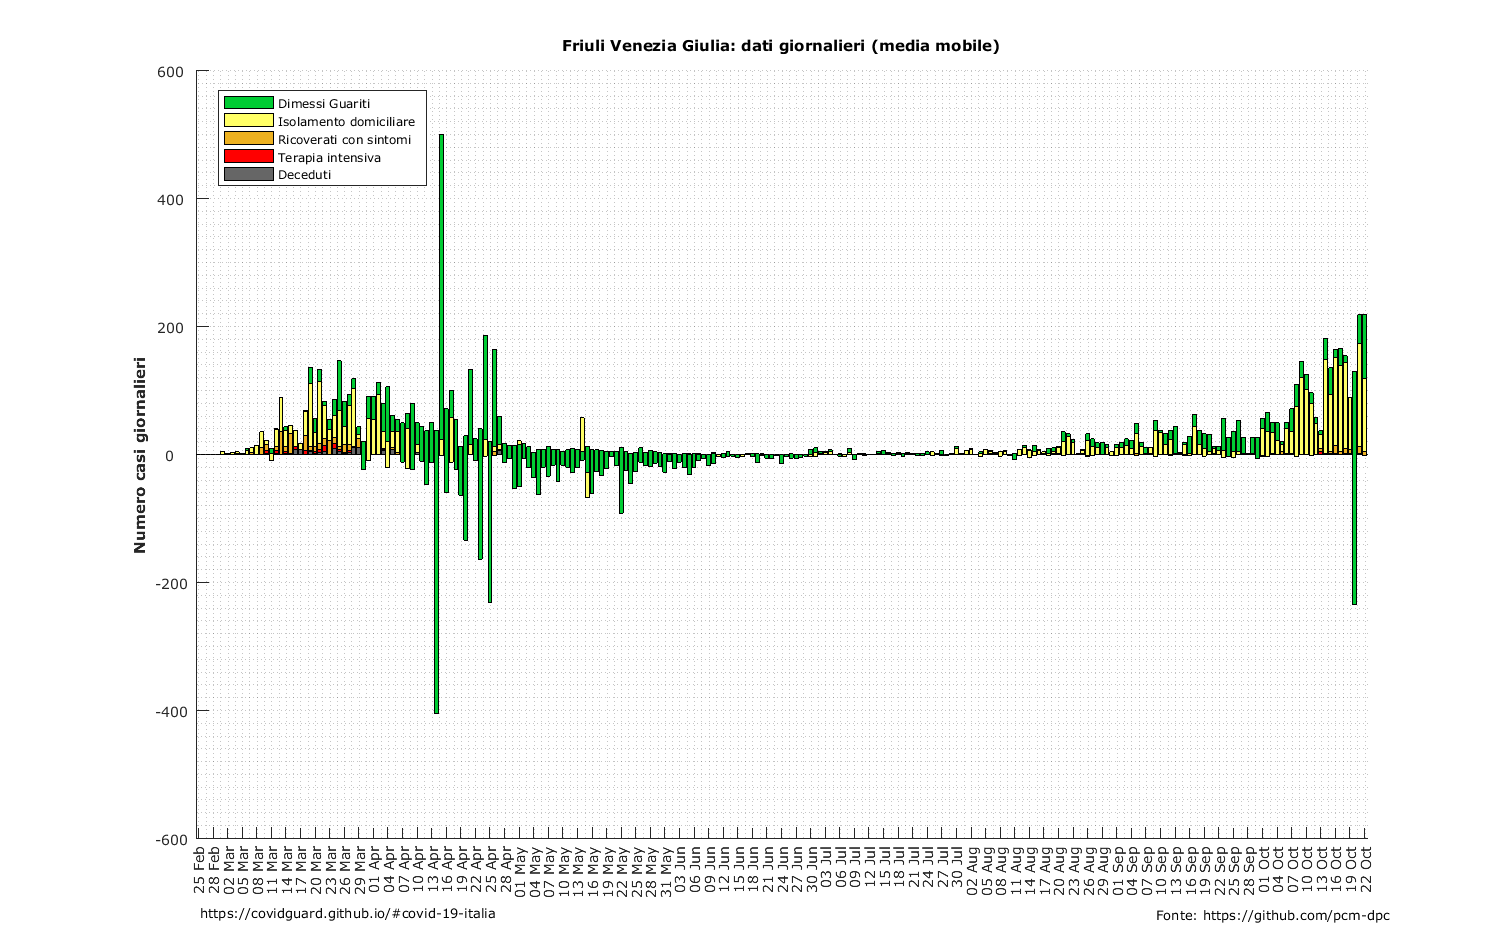 Friuli Venezia Giulia: dati giornalieri (media mobile)
600
400
200
0
-200
-400
-600
Numero casi giornalieri
Dimessi Guariti
Isolamento domiciliare
Ricoverati con sintomi
Terapia intensiva
Deceduti
25 Feb
28 Feb
02 Mar
05 Mar
08 Mar
11 Mar
14 Mar
17 Mar
20 Mar
23 Mar
26 Mar
29 Mar
01 Apr
04 Apr
07 Apr
10 Apr
13 Apr
16 Apr
19 Apr
22 Apr
25 Apr
28 Apr
01 May
04 May
07 May
10 May
13 May
16 May
19 May
22 May
25 May
28 May
31 May
03 Jun
06 Jun
09 Jun
12 Jun
15 Jun
18 Jun
21 Jun
24 Jun
27 Jun
30 Jun
03 Jul
06 Jul
09 Jul
12 Jul
15 Jul
18 Jul
21 Jul
24 Jul
27 Jul
30 Jul
02 Aug
05 Aug
08 Aug
11 Aug
14 Aug
17 Aug
20 Aug
23 Aug
26 Aug
29 Aug
01 Sep
04 Sep
07 Sep
10 Sep
13 Sep
16 Sep
19 Sep
22 Sep
25 Sep
28 Sep
01 Oct
04 Oct
07 Oct
10 Oct
13 Oct
16 Oct
19 Oct
22 Oct
https://covidguard.github.io/#covid-19-italia
Fonte: https://github.com/pcm-dpc